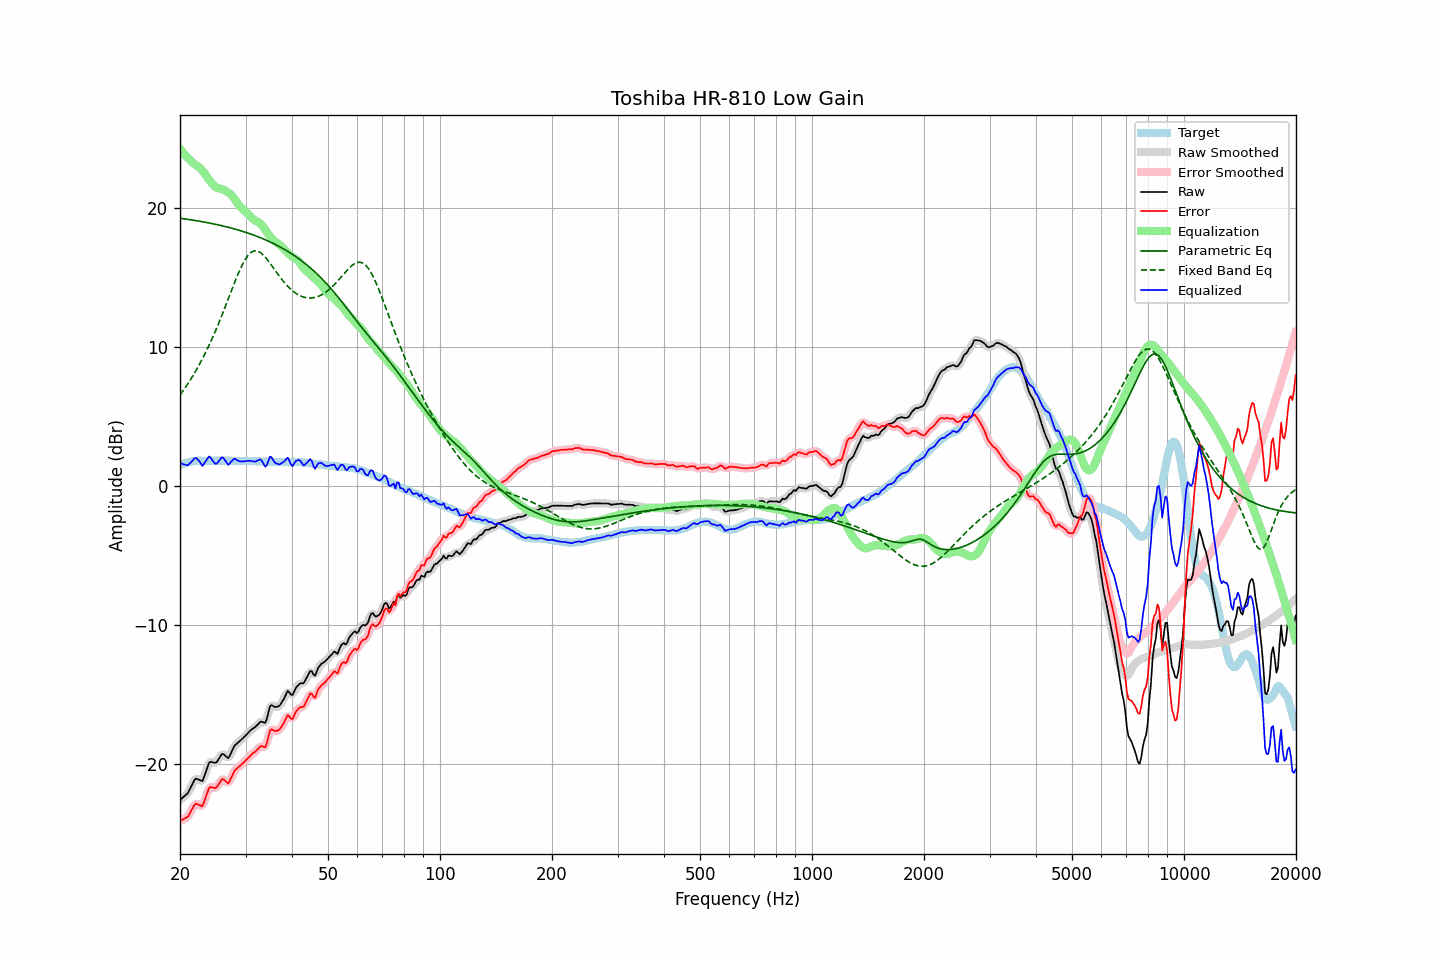 Toshiba HR-810 Low Gain
Target
Raw Smoothed
Error Smoothed
Raw
Error
Equalization
Parametric Eq
Fixed Band Eq
Equalized
Amplitude (dBr)
20
10
0
−10
−20
20
50
100
200
500
1000
2000
5000
10000
20000
Frequency (Hz)